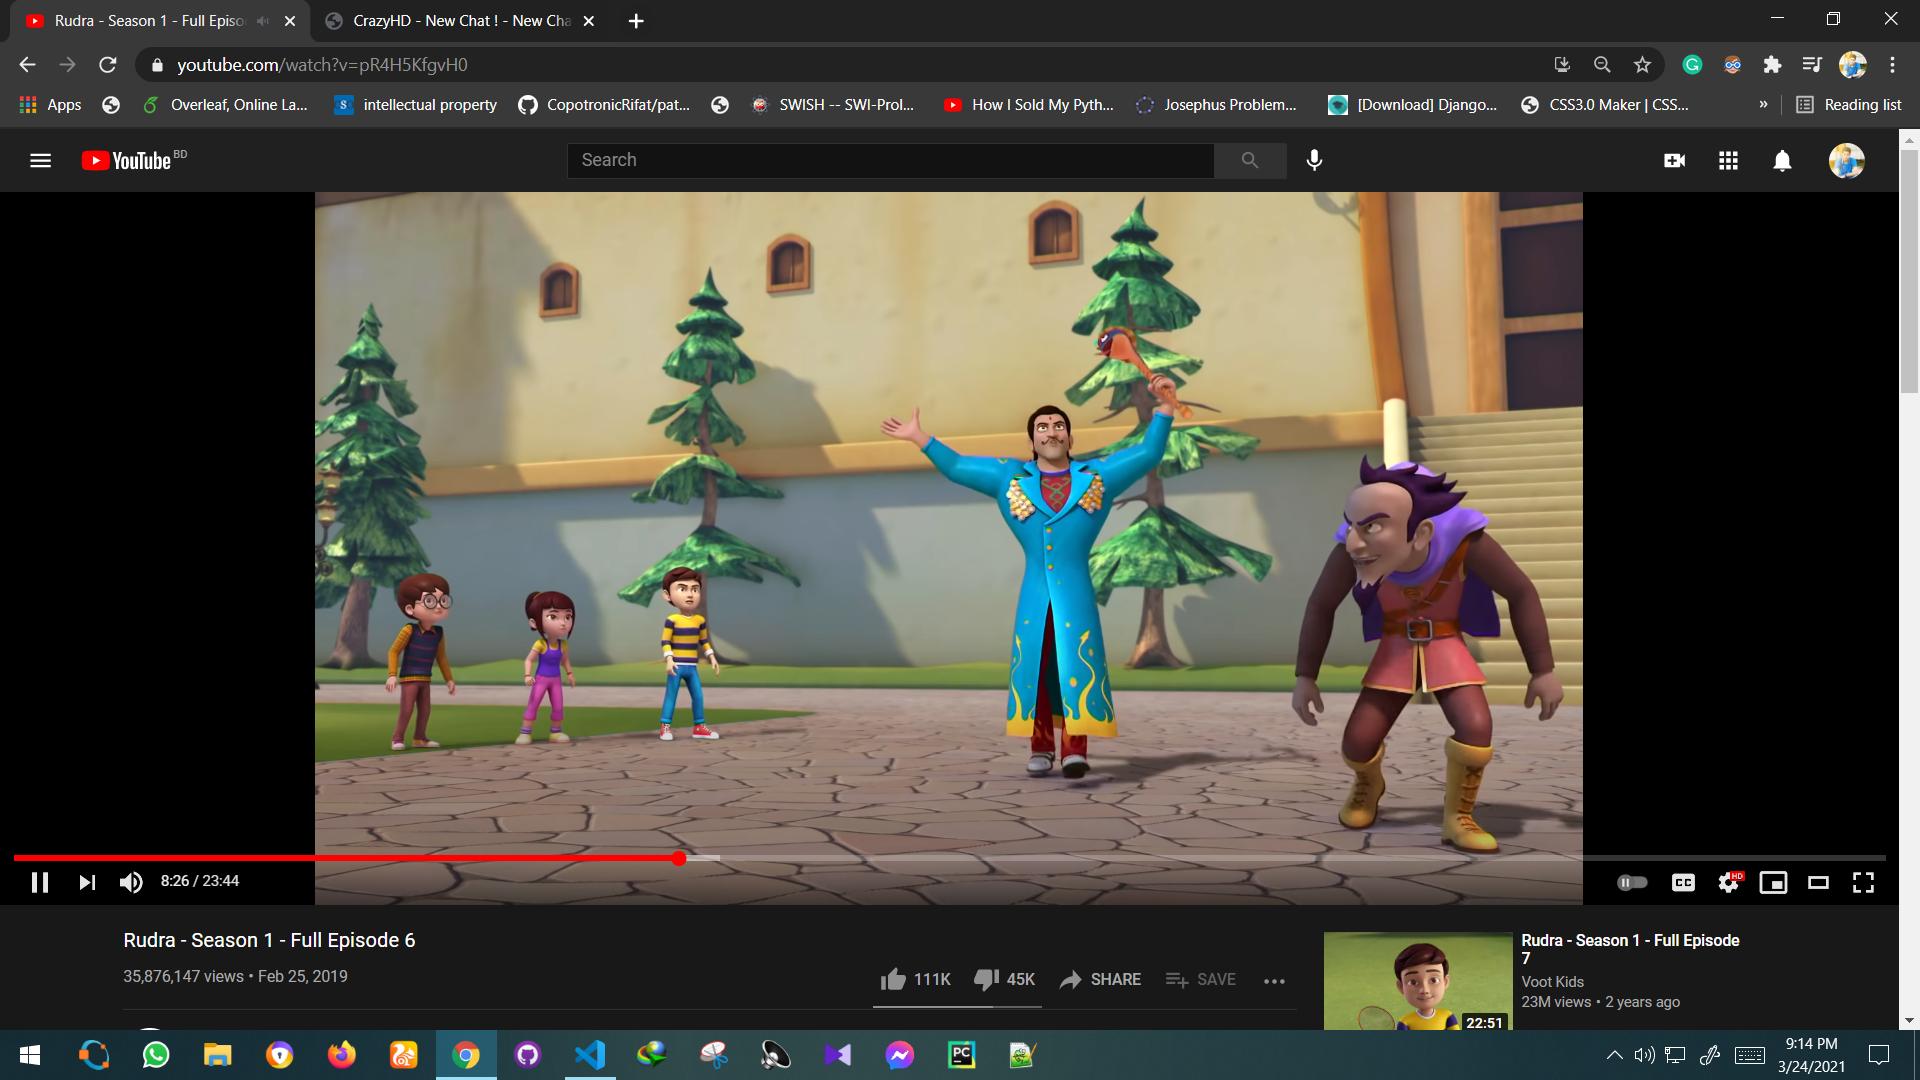 Rudra - Season 1 - Full Episo
CrazyHD - New Chat ! - New Cha
youtube.com/watch?v=pR4H5KfgvH0
Apps
Overleaf, Online La...
intellectual property
CopotronicRifat/pat...
SWISH -- SWI-Prol...
How I Sold My Pyth...
Josephus Problem...
[Download] Django...
CSS3.0 Maker | CSS...
»
Reading list
YouTube BD
Search
8:26 / 23:44
CC
HD
Rudra - Season 1 - Full Episode 6
35,876,147 views • Feb 25, 2019
111K
45K
SHARE
SAVE
22:51
Rudra - Season 1 - Full Episode
7
Voot Kids
23M views • 2 years ago
PC
9:14 PM
3/24/2021